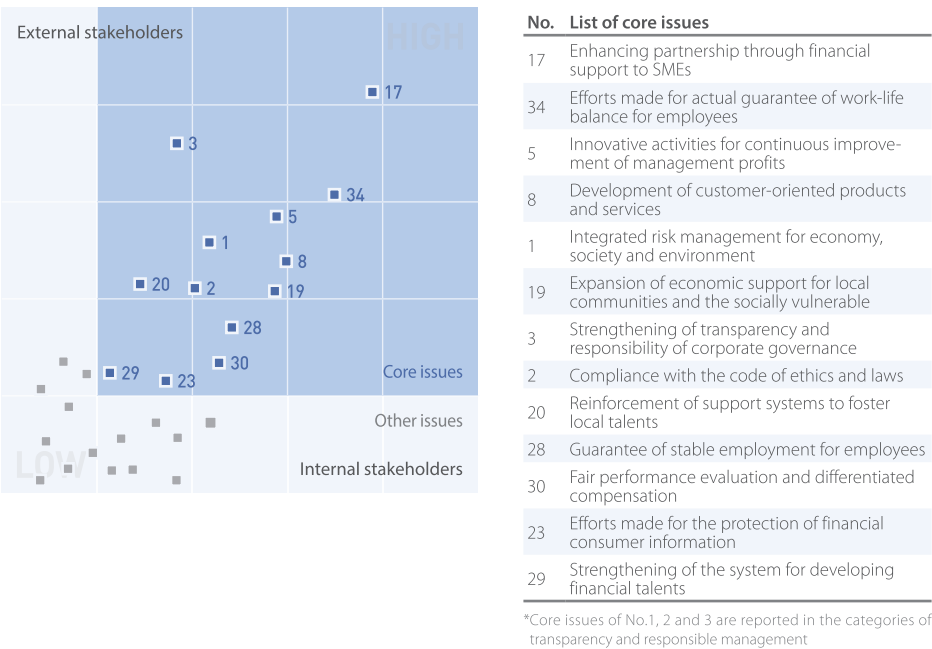 External stakeholders
HIGH
17
3
34
5
1
8
20
2
19
28
30
29
23
Core issues
Other issues
LOW
Internal stakeholders
No. List of core issues
17 Enhancing partnership through financial
support to SMEs
34 Efforts made for actual guarantee of work-life
balance for employees
5 Innovative activities for continuous improve-
ment of management profits
8 Development of customer-oriented products
and services
1 Integrated risk management for economy,
society and environment
19 Expansion of economic support for local
communities and the socially vulnerable
3 Strengthening of transparency and
responsibility of corporate governance
2 Compliance with the code of ethics and laws
20 Reinforcement of support systems to foster
local talents
28 Guarantee of stable employment for employees
30 Fair performance evaluation and differentiated
compensation
23 Efforts made for the protection of financial
consumer information
29 Strengthening of the system for developing
financial talents
*Core issues of No.1, 2 and 3 are reported in the categories of
transparency and responsible management